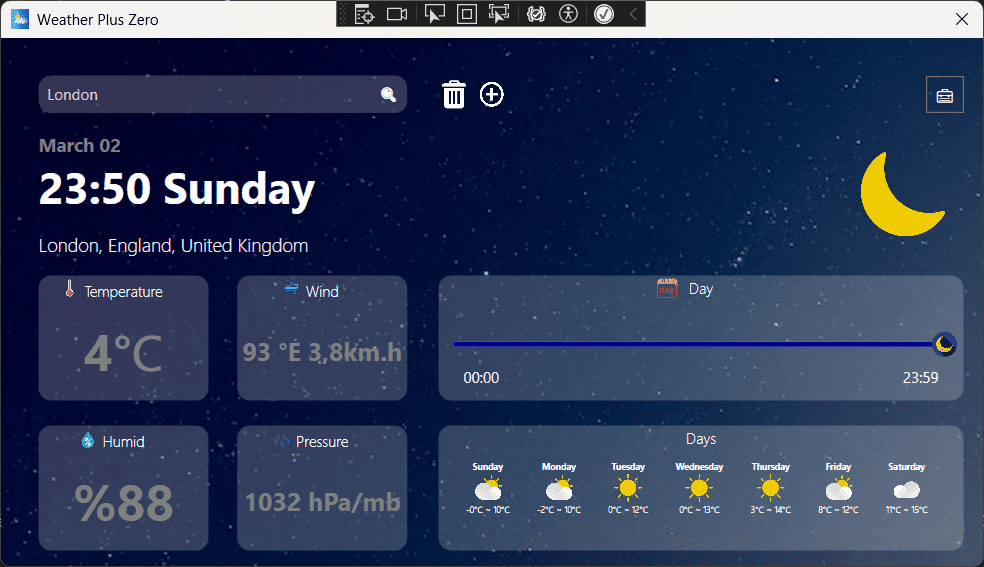 Weather Plus Zero
London
March 02
23:50 Sunday
London, England, United Kingdom
Temperature
4°C
Wind
93 °E 3,8km.h
DAY
Day
00:00
23:59
Humid
%88
Pressure
1032 hPa/mb
Days
Sunday Monday Tuesday Wednesday Thursday Friday Saturday
-0°C ~ 10°C -2°C ~ 10°C 0°C ~ 12°C 0°C ~ 13°C 3°C ~ 14°C 8°C ~ 12°C 11°C ~ 15°C